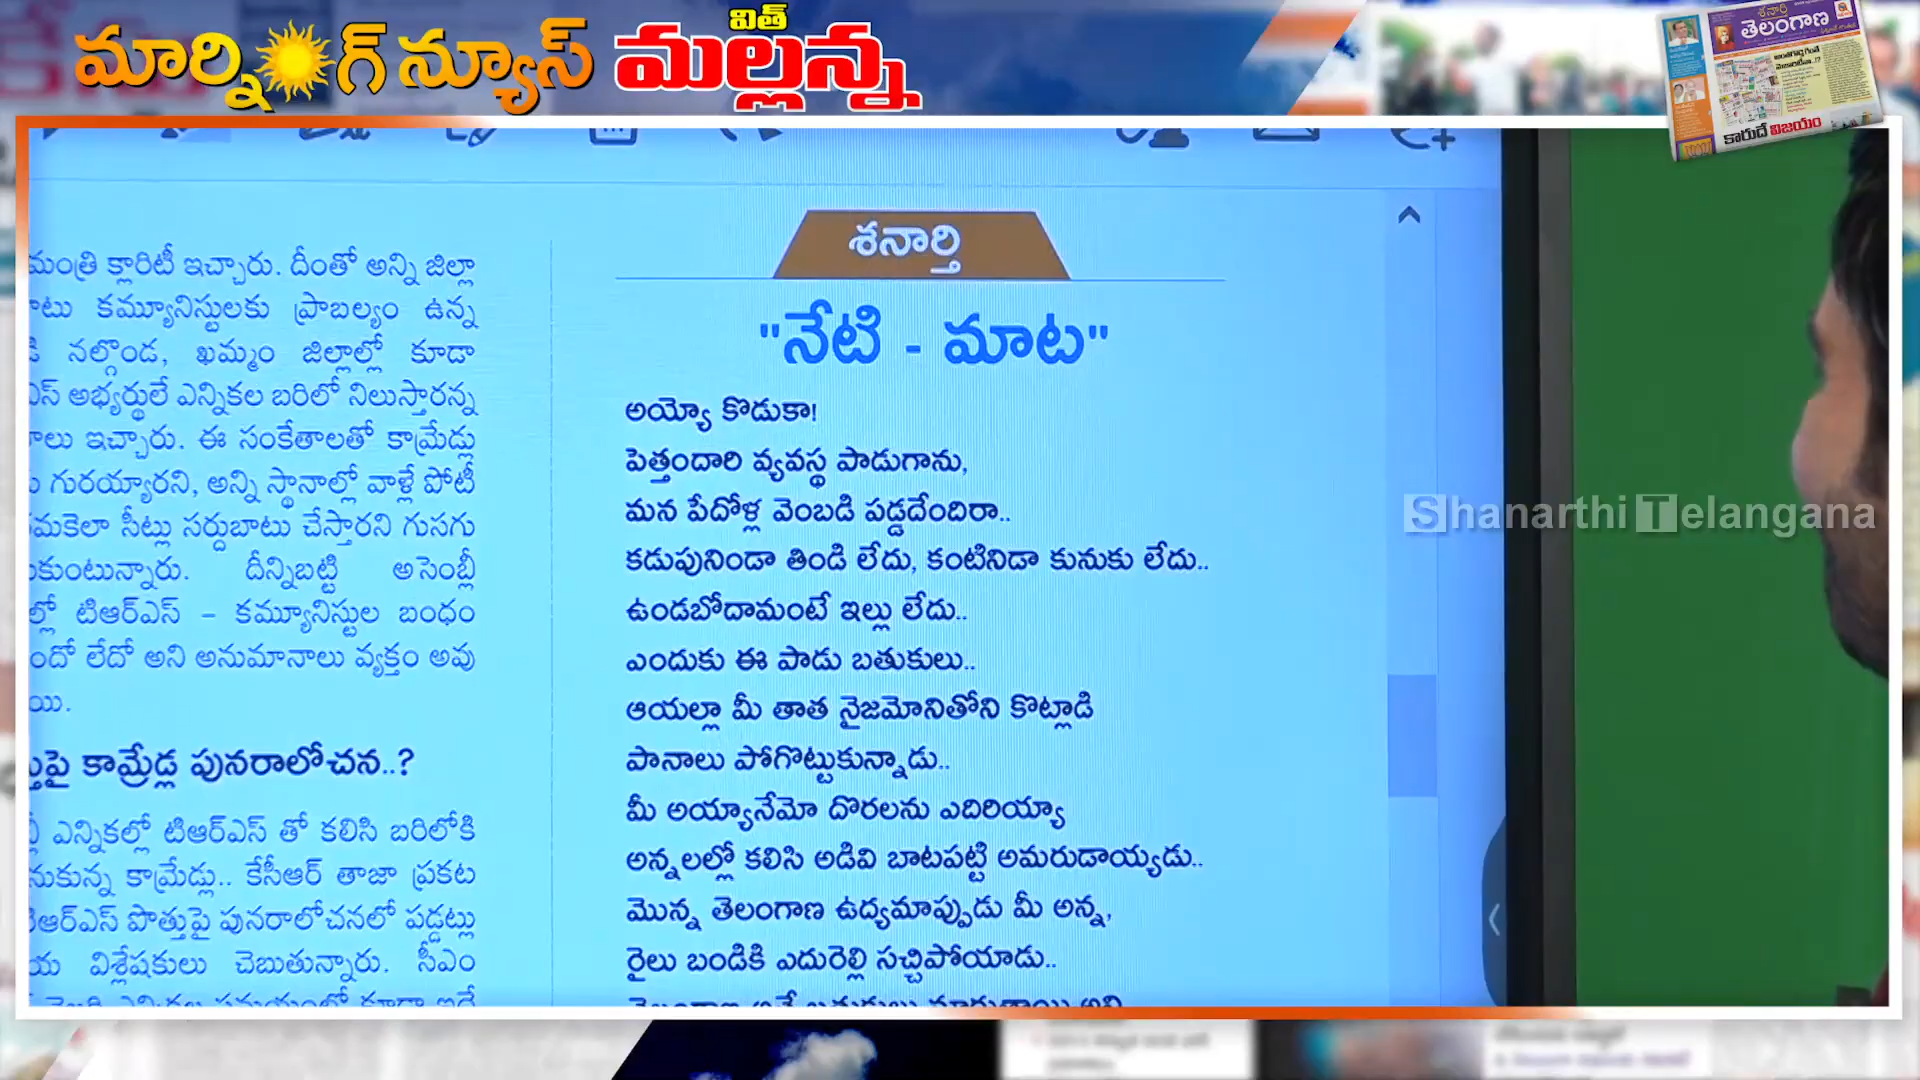 మార్నింగ్ న్యూస్ విత్ మల్లన్న
శనార్తి
తెలంగాణ
కారుదే విజయం
మంత్రి క్లారిటీ ఇచ్చారు. దీంతో అన్ని జిల్లా
కమ్యూనిస్టులకు ప్రాబల్యం ఉన్న
నల్గొండ, ఖమ్మం జిల్లాల్లో కూడా
అభ్యర్థులే ఎన్నికల బరిలో నిలుస్తారన్న
ఇచ్చారు. ఈ సంకేతాలతో కామ్రేడ్లు
గురయ్యారని, అన్ని స్థానాల్లో వాళ్లే పోటీ
సీట్లు సర్దుబాటు చేస్తారని గుసగు
దీన్నిబట్టి అసెంబ్లీ
టిఆర్ఎస్ – కమ్యూనిస్టుల బంధం
లేదో అని అనుమానాలు వ్యక్తం అవు
యి.
కామ్రేడ్ల పునరాలోచన..?
ఎన్నికల్లో టిఆర్ఎస్ తో కలిసి బరిలోకి
కామ్రేడ్లు.. కేసీఆర్ తాజా ప్రకట
పొత్తుపై పునరాలోచనలో పడ్డట్లు
విశ్లేషకులు చెబుతున్నారు. సీఎం
శనార్తి
"నేటి - మాట"
అయ్యో కొడుకా!
పెత్తందారి వ్యవస్థ పాడుగాను,
మన పేదోళ్ల వెంబడి పడ్డదేందిరా..
కడుపునిండా తిండి లేదు, కంటినిడా కునుకు లేదు..
ఉండబోదామంటే ఇల్లు లేదు..
ఎందుకు ఈ పాడు బతుకులు..
ఆయల్లా మీ తాత నైజమోనితోని కొట్లాడి
పానాలు పోగొట్టుకున్నాడు..
మీ అయ్యానేమో దొరలను ఎదిరియ్యా
అన్నలల్లో కలిసి అడివి బాటపట్టి అమరుడాయ్యడు..
మొన్న తెలంగాణ ఉద్యమాప్పుడు మీ అన్న,
రైలు బండికి ఎదురెల్లి సచ్చిపోయాడు..
Shanarthi Telangana